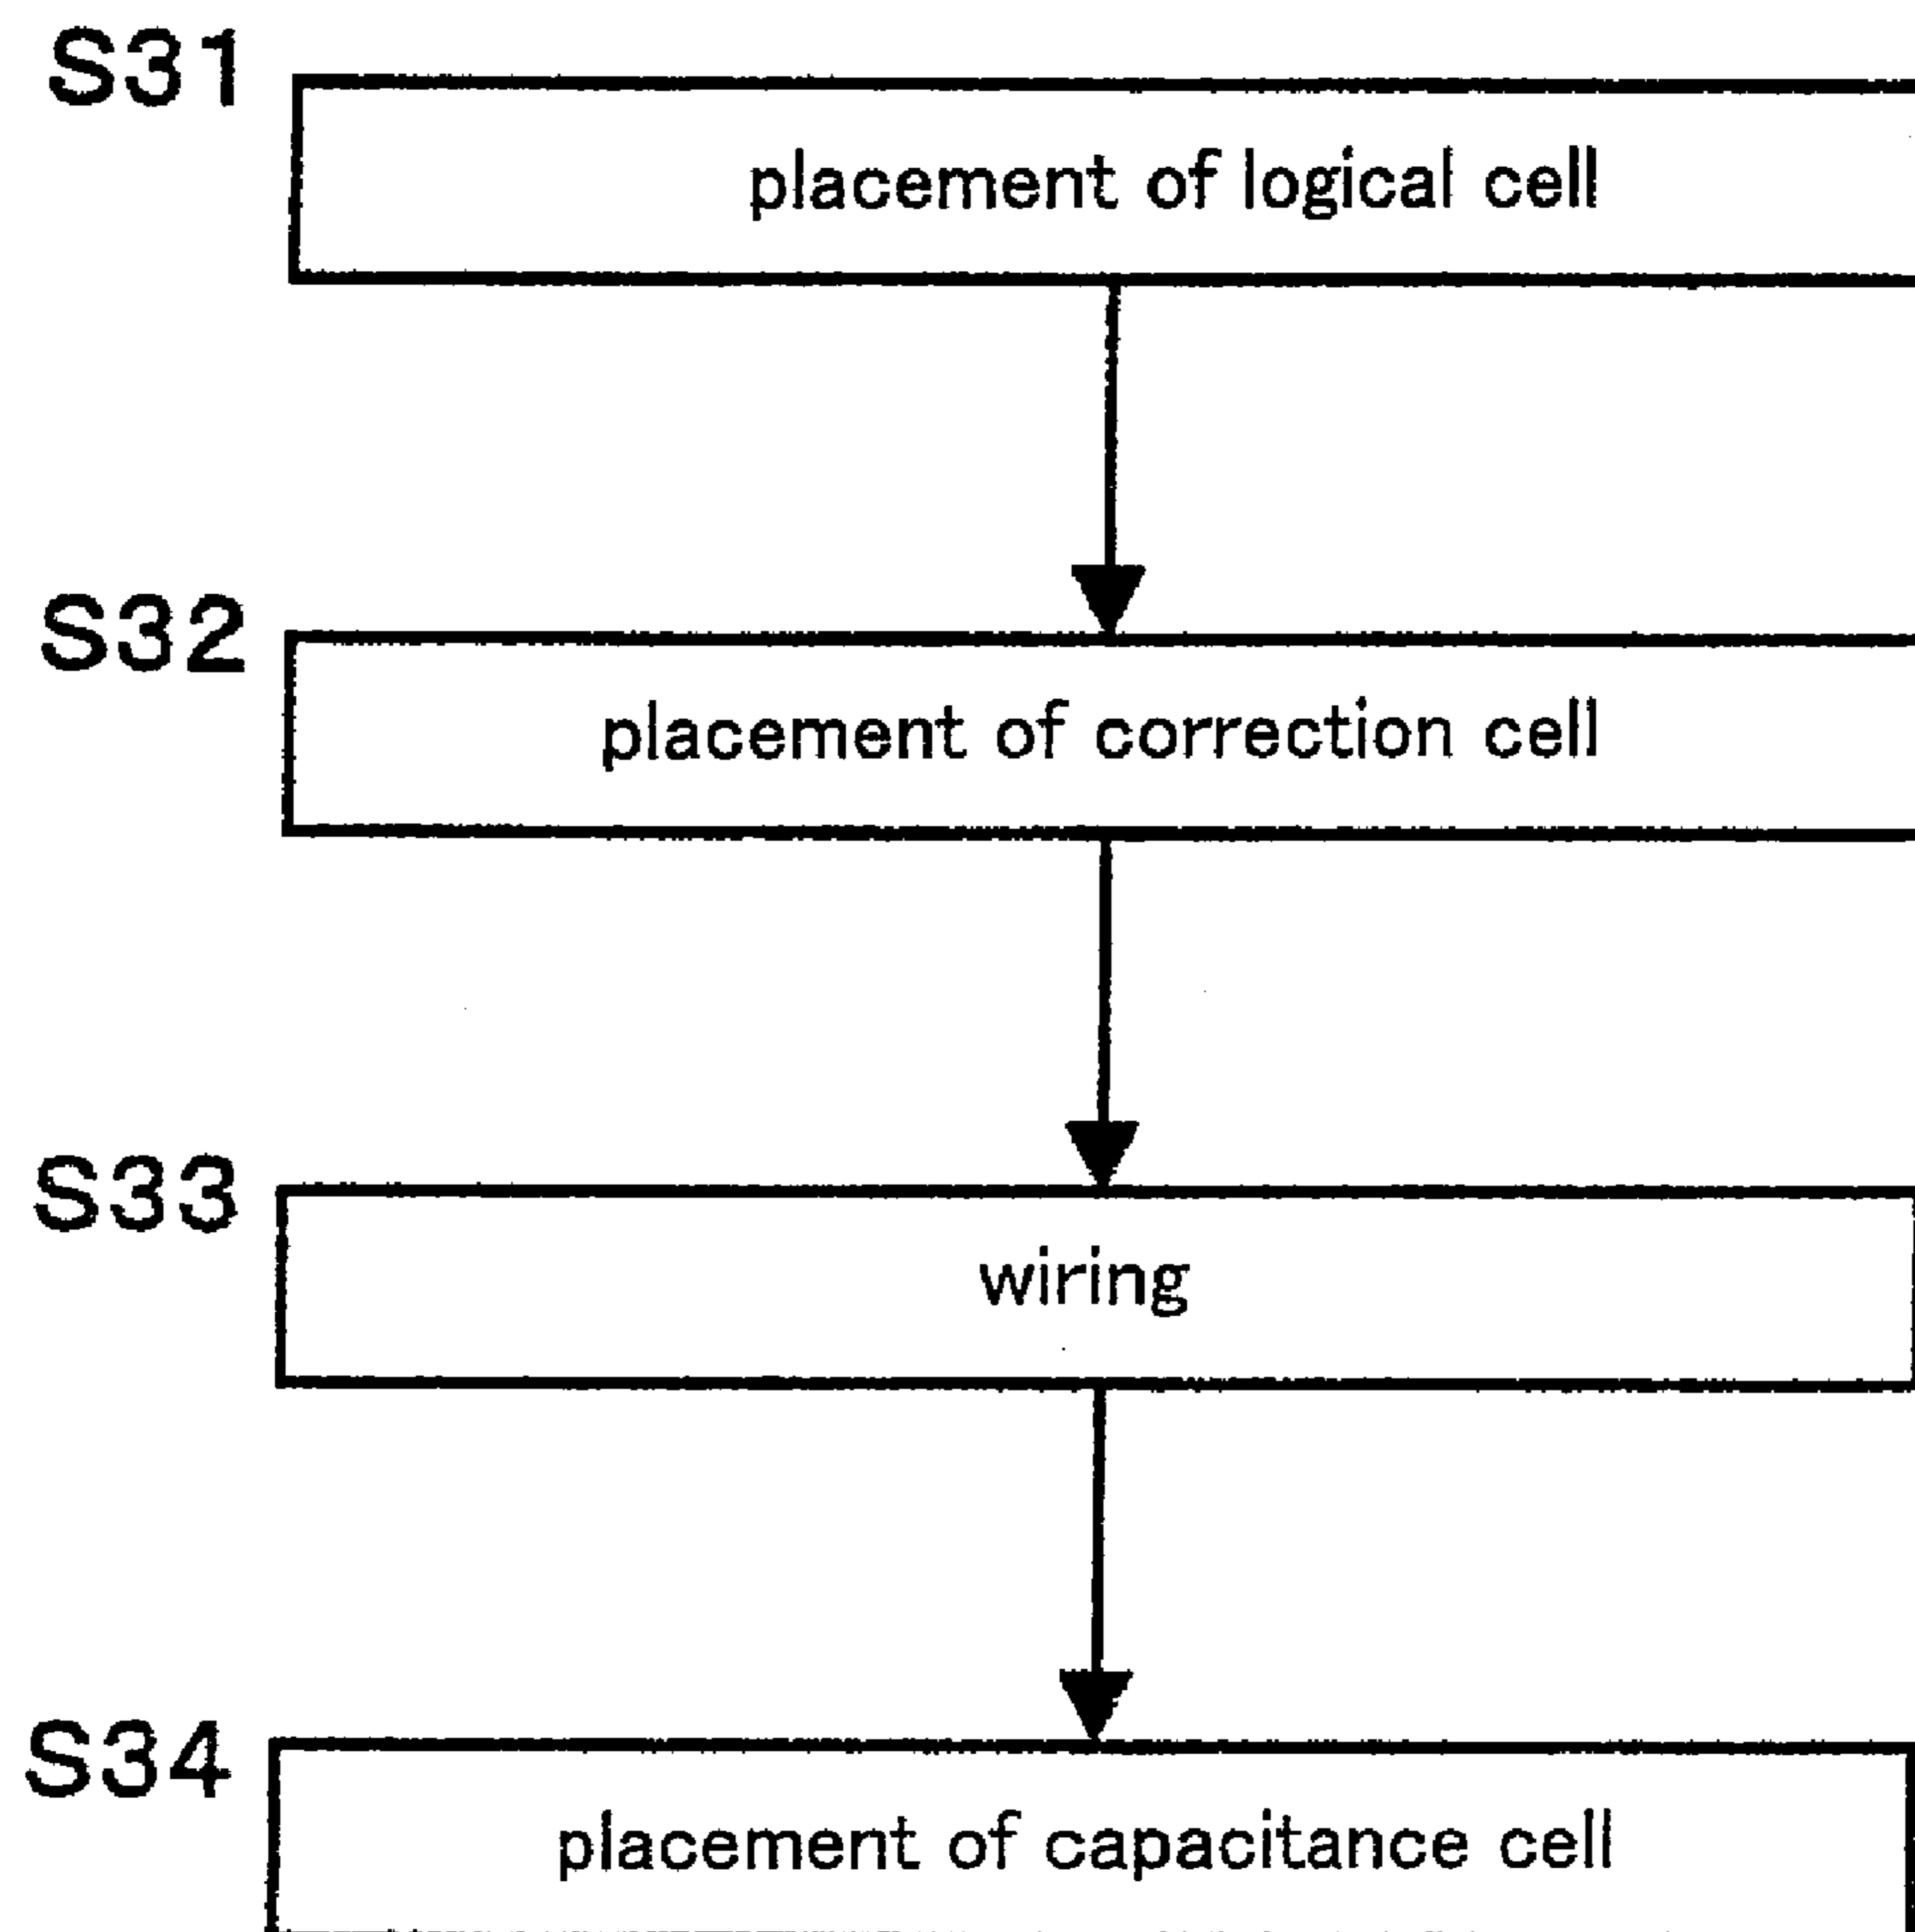 S31
placement of logical cell
S32
placement of correction cell
S33
wiring
S34
placement of capacitance cell